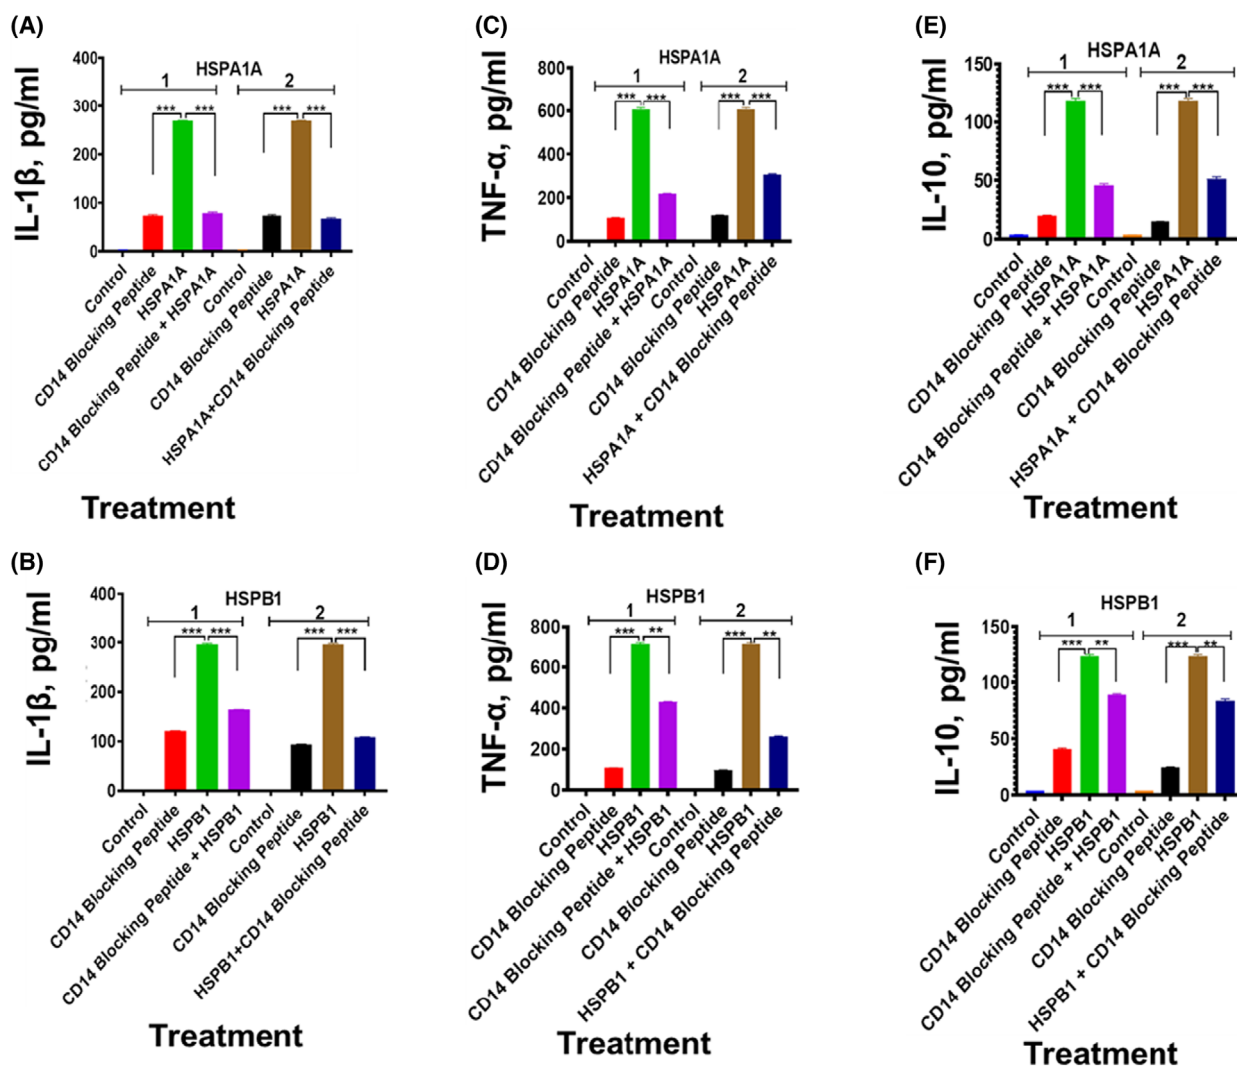 (A)
HSPA1A
1
2
***
***
***
***
IL-1β, pg/ml
400
300
200
100
0
Control
CD14 Blocking Peptide
HSPA1A
CD14 Blocking Peptide + HSPA1A
Control
CD14 Blocking Peptide
HSPA1A
HSPA1A+CD14 Blocking Peptide
Treatment
(C)
HSPA1A
1
2
***
***
***
***
TNF-α, pg/ml
800
600
400
200
0
Control
CD14 Blocking Peptide
HSPA1A
CD14 Blocking Peptide + HSPA1A
Control
CD14 Blocking Peptide
HSPA1A
HSPA1A + CD14 Blocking Peptide
Treatment
(E)
HSPA1A
1
2
***
***
***
***
IL-10, pg/ml
150
100
50
0
Control
CD14 Blocking Peptide
HSPA1A
CD14 Blocking Peptide + HSPA1A
Control
CD14 Blocking Peptide
HSPA1A
HSPA1A + CD14 Blocking Peptide
Treatment
(B)
HSPB1
1
2
***
***
***
***
IL-1β, pg/ml
400
300
200
100
0
Control
CD14 Blocking Peptide
HSPB1
CD14 Blocking Peptide + HSPB1
Control
CD14 Blocking Peptide
HSPB1
HSPB1+CD14 Blocking Peptide
Treatment
(D)
HSPB1
1
2
***
**
***
**
TNF-α, pg/ml
800
600
400
200
0
Control
CD14 Blocking Peptide
HSPB1
CD14 Blocking Peptide + HSPB1
Control
CD14 Blocking Peptide
HSPB1
HSPB1 + CD14 Blocking Peptide
Treatment
(F)
HSPB1
1
2
***
**
***
**
IL-10, pg/ml
150
100
50
0
Control
CD14 Blocking Peptide
HSPB1
CD14 Blocking Peptide + HSPB1
Control
CD14 Blocking Peptide
HSPB1
HSPB1 + CD14 Blocking Peptide
Treatment